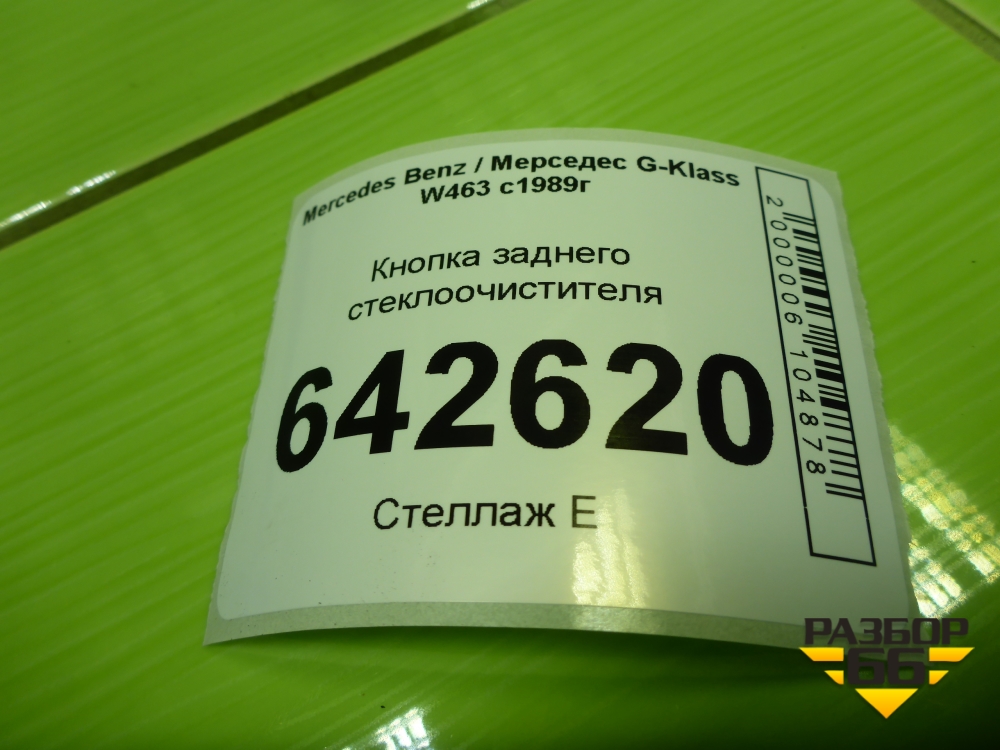 Mercedes Benz / Мерседес G-Klass
W463 с1989г
Кнопка заднего
стеклоочистителя
642620
Стеллаж Е
2000006104878
РАЗБОР
66